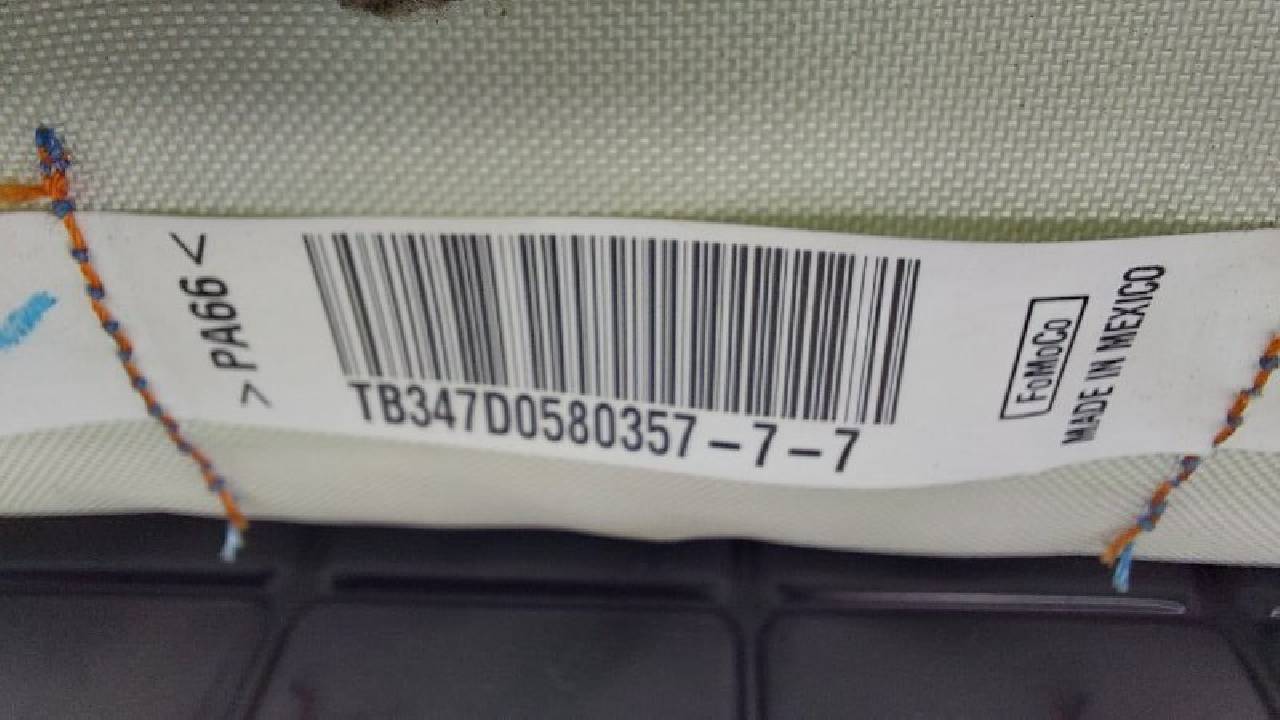 >PA66<
TB347D0580357-7-7
FoMoCo
MADE IN MEXICO